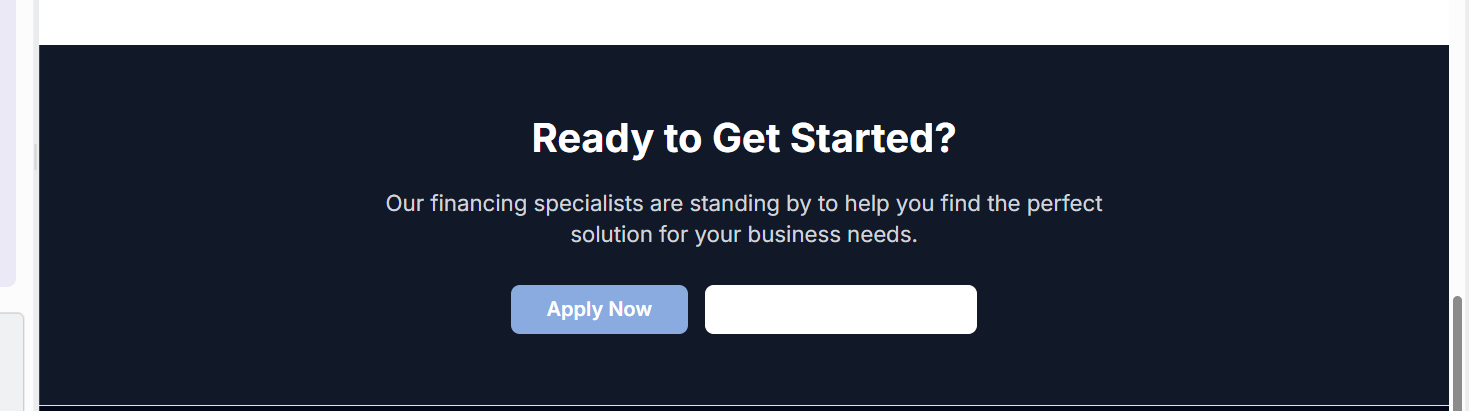 Ready to Get Started?
Our financing specialists are standing by to help you find the perfect
solution for your business needs.
Apply Now